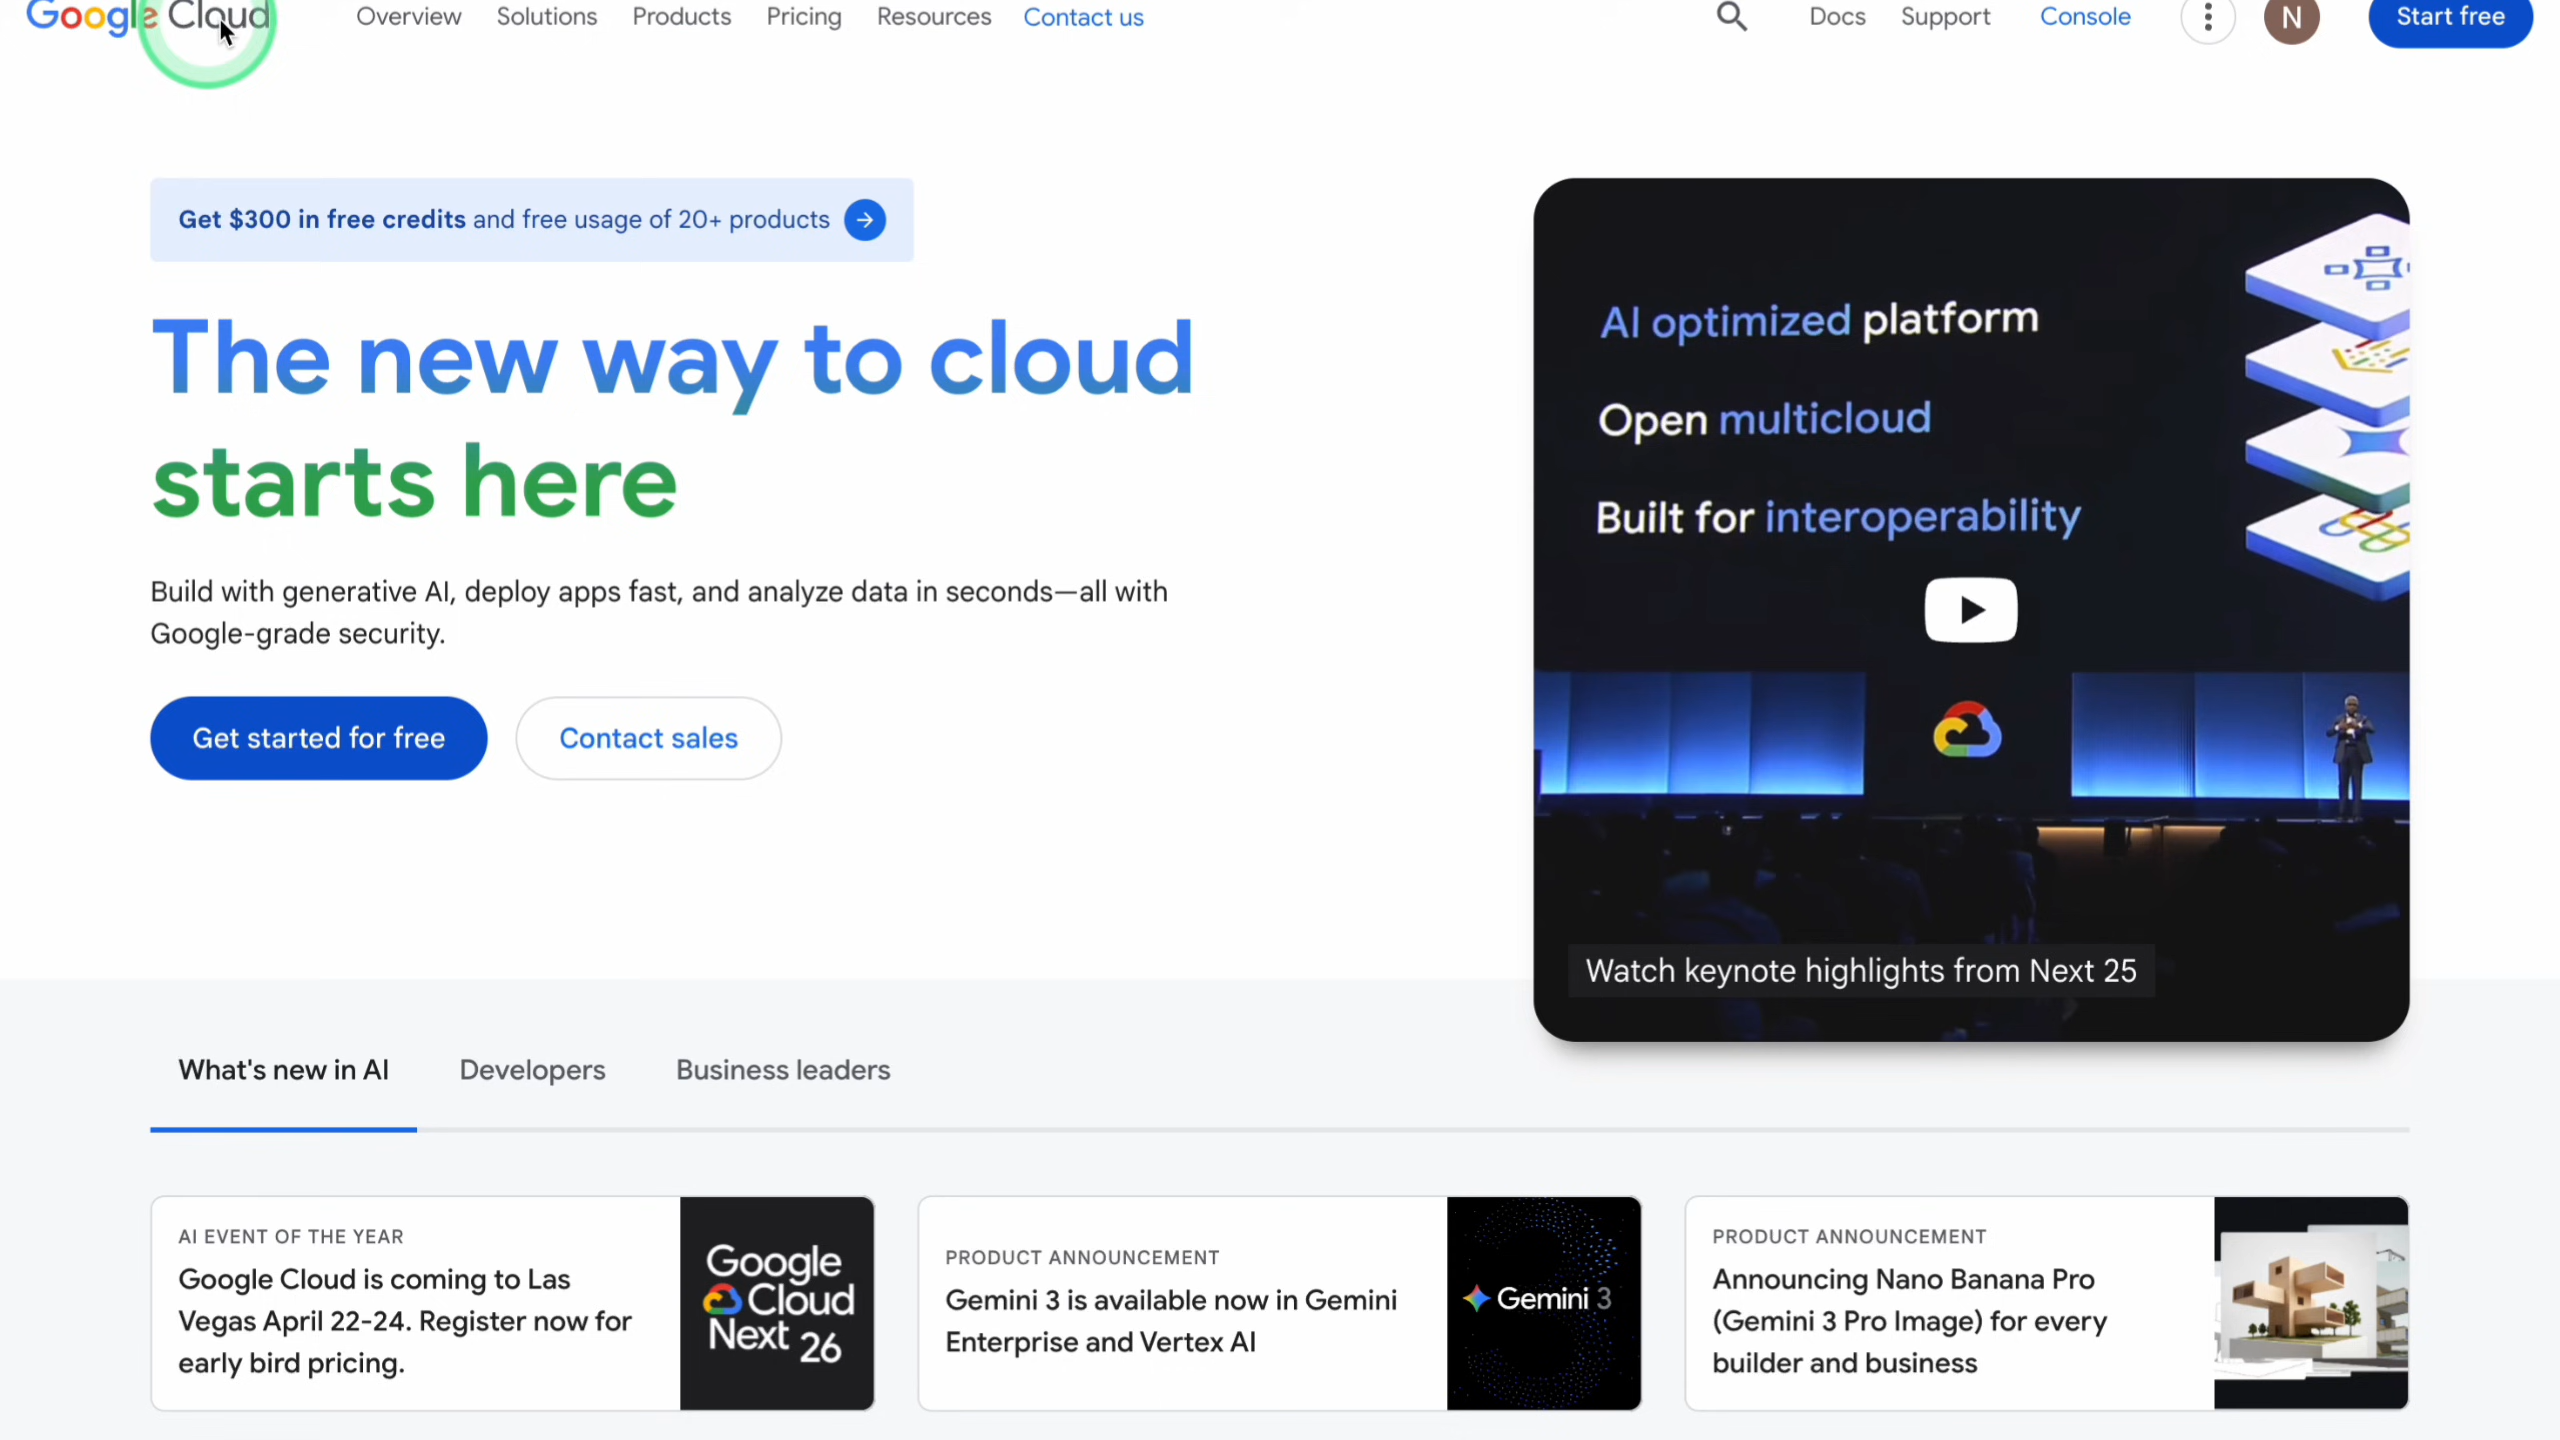 Google Cloud
Overview Solutions Products Pricing Resources Contact us
Docs Support Console N Start free
Get $300 in free credits and free usage of 20+ products
The new way to cloud
starts here
Build with generative AI, deploy apps fast, and analyze data in seconds—all with
Google-grade security.
Get started for free Contact sales
AI optimized platform
Open multicloud
Built for interoperability
Watch keynote highlights from Next 25
What's new in AI Developers Business leaders
AI EVENT OF THE YEAR
Google Cloud is coming to Las
Vegas April 22-24. Register now for
early bird pricing.
Google
Cloud
Next 26
PRODUCT ANNOUNCEMENT
Gemini 3 is available now in Gemini
Enterprise and Vertex AI
Gemini 3
PRODUCT ANNOUNCEMENT
Announcing Nano Banana Pro
(Gemini 3 Pro Image) for every
builder and business